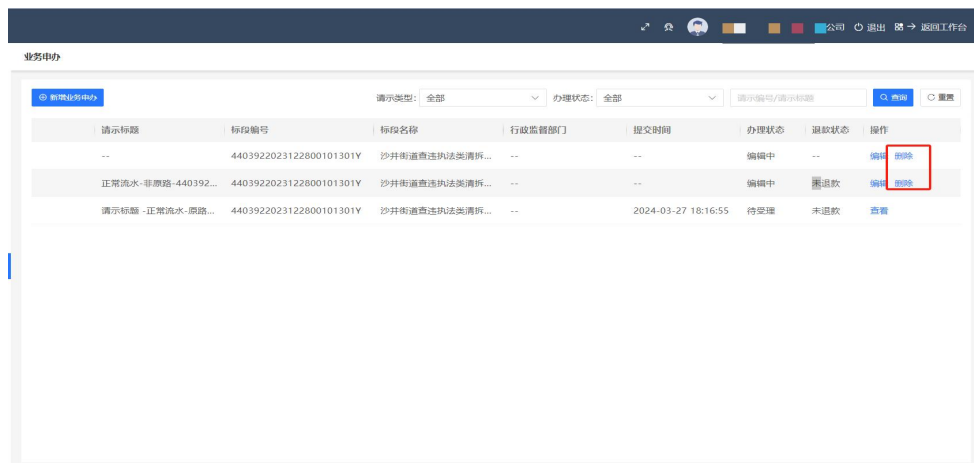 公司 退出 返回工作台
业务申办
新增业务申办 请示类型: 全部 办理状态: 全部 请示编号/请示标题 查询 重置
请示标题 标段编号 标段名称 行政监督部门 提交时间 办理状态 退款状态 操作
-- 4403922023122800101301Y 沙井街道查违执法类清拆... -- -- 编辑中 -- 编辑 删除
正常流水-非原路-440392... 4403922023122800101301Y 沙井街道查违执法类清拆... -- -- 编辑中 未退款 编辑 删除
请示标题 -正常流水-原路... 4403922023122800101301Y 沙井街道查违执法类清拆... -- 2024-03-27 18:16:55 待受理 未退款 查看